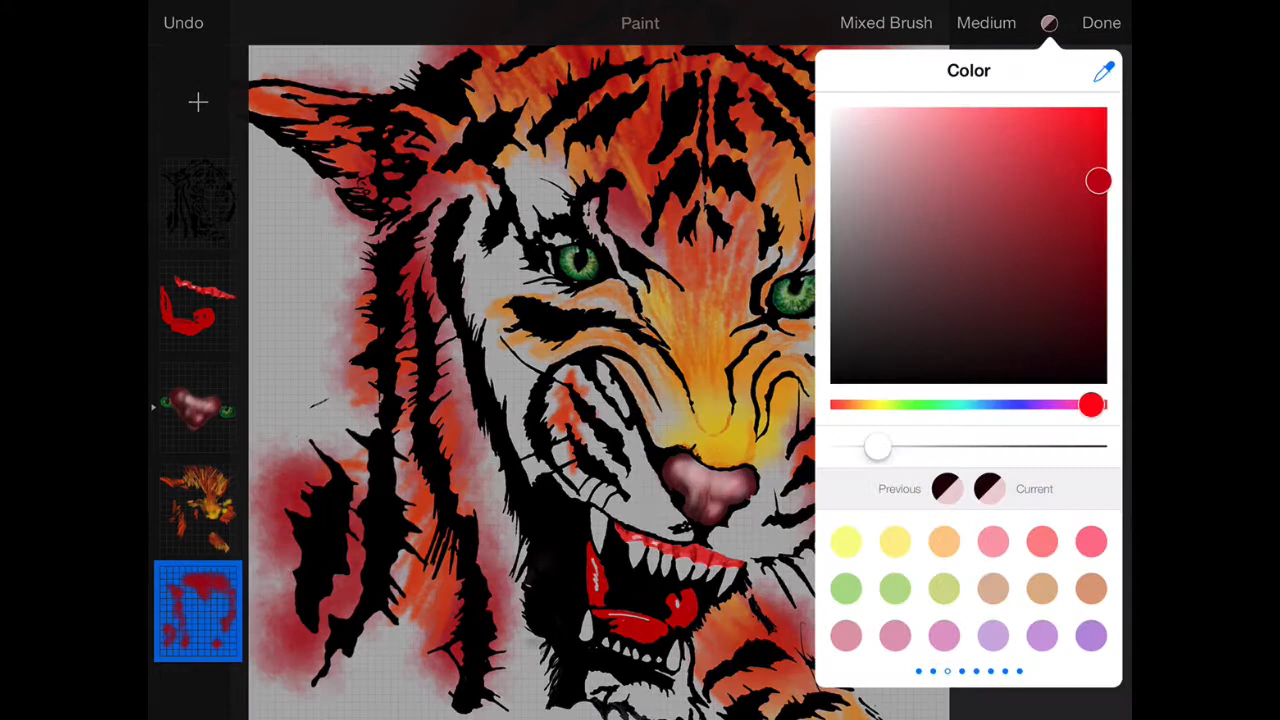 Undo
Paint
Mixed Brush
Medium
Done
Color
Previous
Current